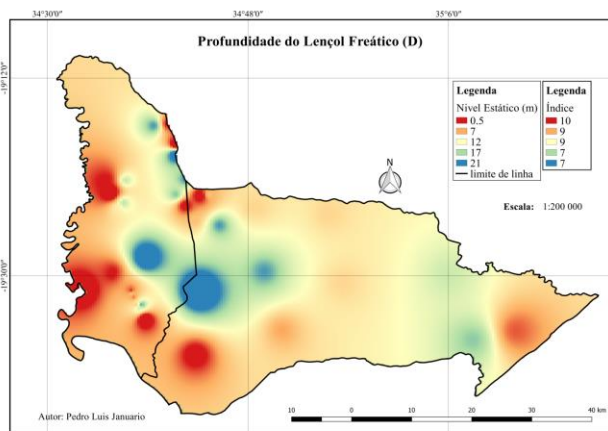 34°30'0" 34°48'0" 35°6'0"
Profundidade do Lençol Freático (D)
-19°12'0"
Legenda Legenda
Nivel Estático (m) Índice
0.5 10
7 9
12 9
17 7
21 7
limite de linha
N
Escala: 1:200 000
-19°30'0"
Autor: Pedro Luis Januario
10 0 10 20 30 40 km